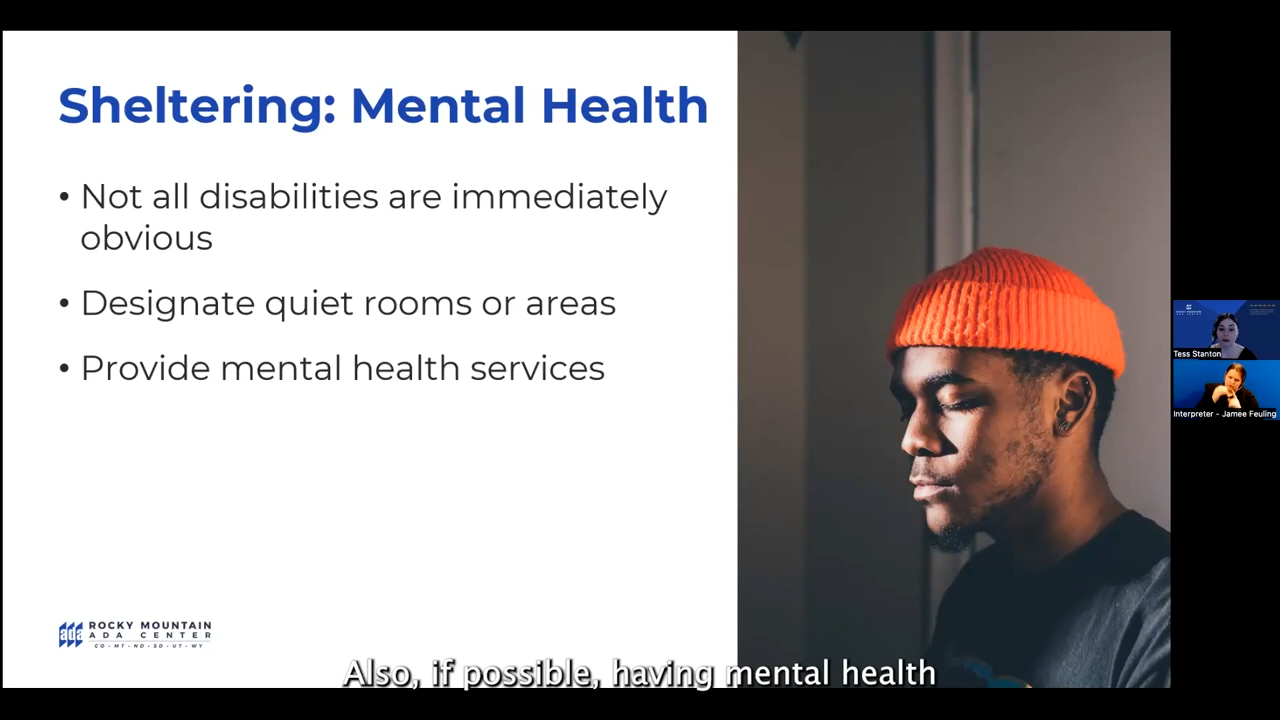 Sheltering: Mental Health
• Not all disabilities are immediately
obvious
• Designate quiet rooms or areas
• Provide mental health services
ada ROCKY MOUNTAIN
ADA CENTER
CO • MT • ND • SD • UT • WY
Also, if possible, having mental health
Tess Stanton
Interpreter - Jamee Feuling